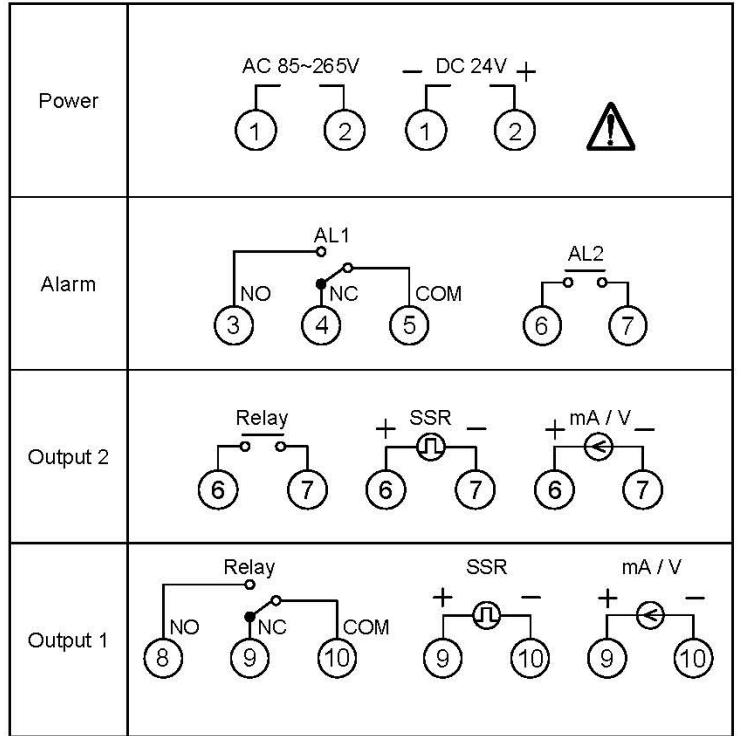 Power
AC 85~265V
− DC 24V +
1 2 1 2
Alarm
AL1
AL2
NO NC COM
3 4 5 6 7
Output 2
Relay + SSR − + mA / V −
6 7 6 7 6 7
Output 1
Relay SSR mA / V
+ − + −
NO NC COM
8 9 10 9 10 9 10